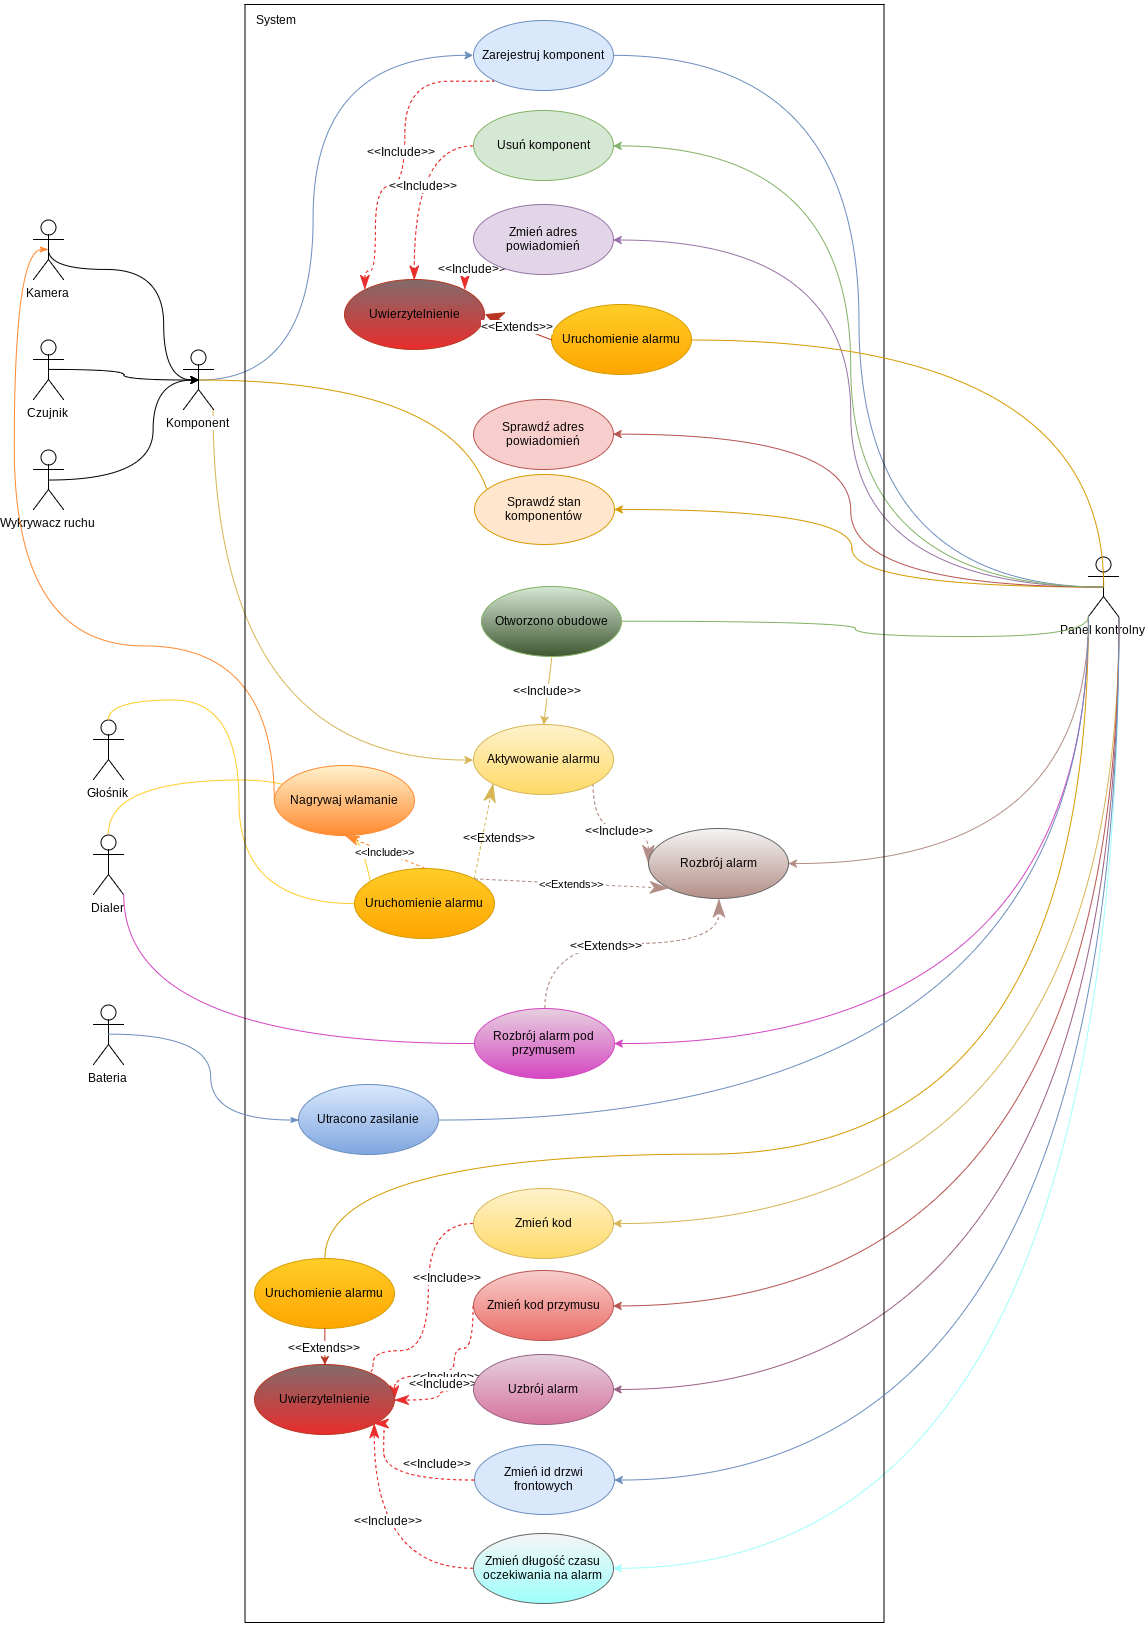 System
Zarejestruj komponent
<<Include>>
Usuń komponent
<<Include>>
Zmień adres
powiadomień
<<Include>>
Kamera
Uwierzytelnienie
<<Extends>>
Uruchomienie alarmu
Czujnik
Komponent
Sprawdź adres
powiadomień
Sprawdź stan
komponentów
Wykrywacz ruchu
Otworzono obudowe
Panel kontrolny
<<Include>>
Aktywowanie alarmu
Głośnik
Nagrywaj włamanie
<<Include>>
<<Extends>>
<<Include>>
Rozbrój alarm
<<Extends>>
Dialer
Uruchomienie alarmu
<<Extends>>
Rozbrój alarm pod
przymusem
Bateria
Utracono zasilanie
Zmień kod
<<Include>>
Uruchomienie alarmu
Zmień kod przymusu
<<Extends>>
<<Include>>
<<Include>>
Uwierzytelnienie
Uzbrój alarm
<<Include>>
Zmień id drzwi
frontowych
<<Include>>
Zmień długość czasu
oczekiwania na alarm